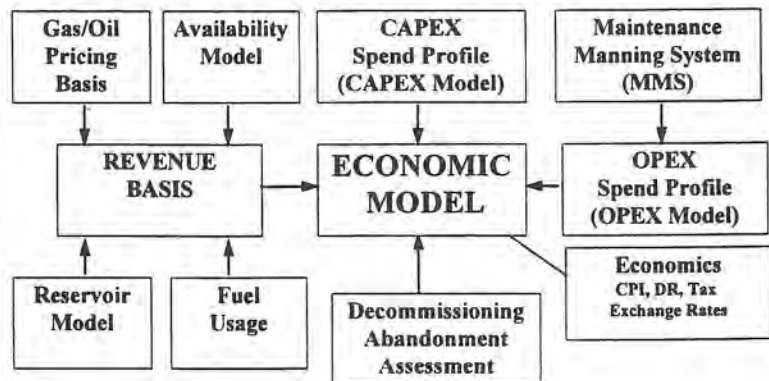 Gas/Oil
Pricing
Basis
Availability
Model
CAPEX
Spend Profile
(CAPEX Model)
Maintenance
Manning System
(MMS)
REVENUE
BASIS
ECONOMIC
MODEL
OPEX
Spend Profile
(OPEX Model)
Reservoir
Model
Fuel
Usage
Decommissioning
Abandonment
Assessment
Economics
CPI, DR, Tax
Exchange Rates